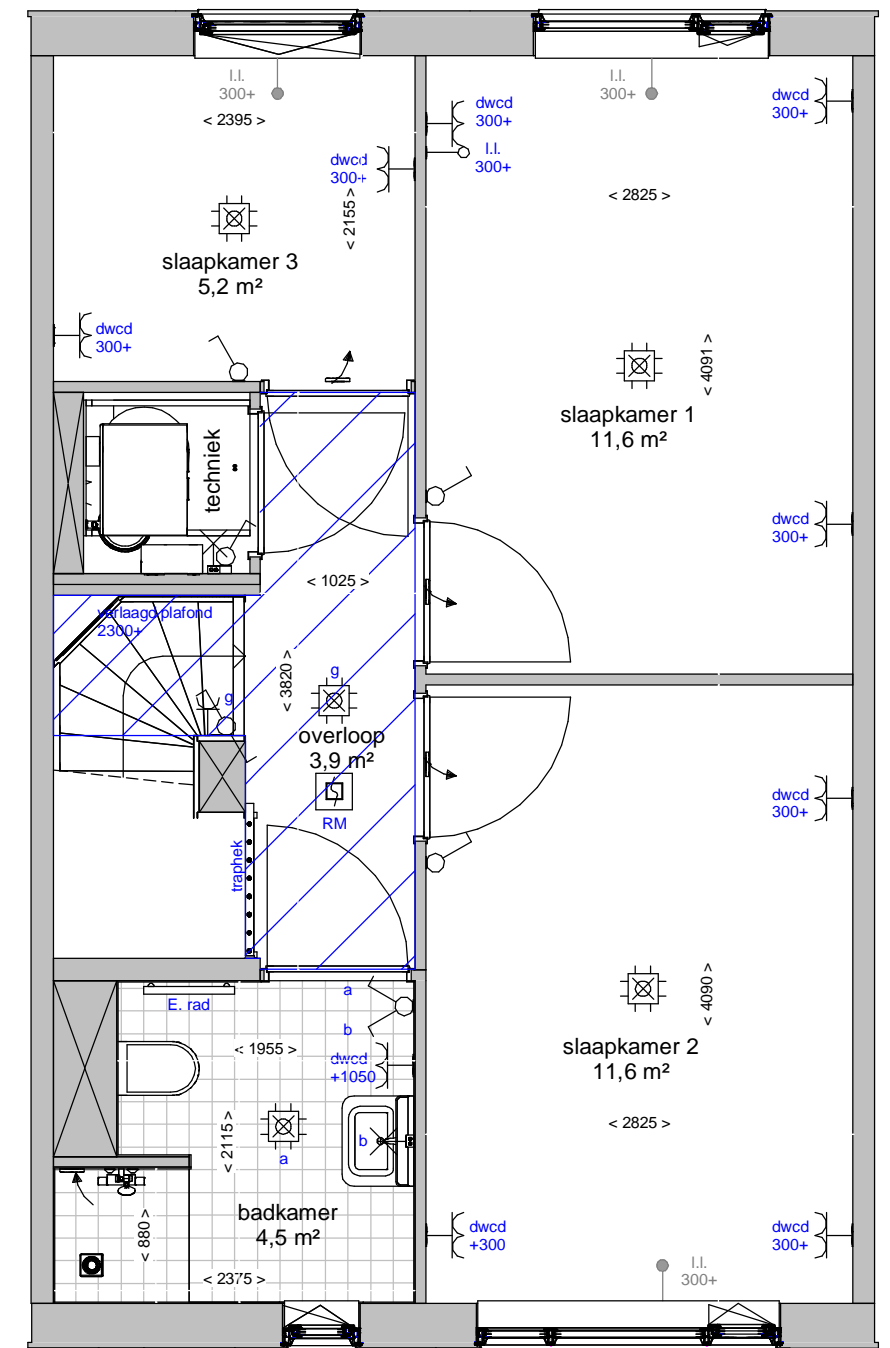 l.l.
300+
< 2395 >
dwcd
300+
< 2155 >
slaapkamer 3
5,2 m²
dwcd
300+
l.l.
300+
dwcd
300+
l.l.
300+
dwcd
300+
< 2825 >
< 4091 >
slaapkamer 1
11,6 m²
dwcd
300+
techniek
< 1025 >
verlaagd plafond
2300+
g
< 3820 >
g
overloop
3,9 m²
RM
traphek
dwcd
300+
E. rad
a
b
< 1955 >
dwcd
+1050
b
< 2115 >
a
badkamer
4,5 m²
< 880 >
< 2375 >
< 4090 >
slaapkamer 2
11,6 m²
< 2825 >
dwcd
+300
dwcd
300+
l.l.
300+